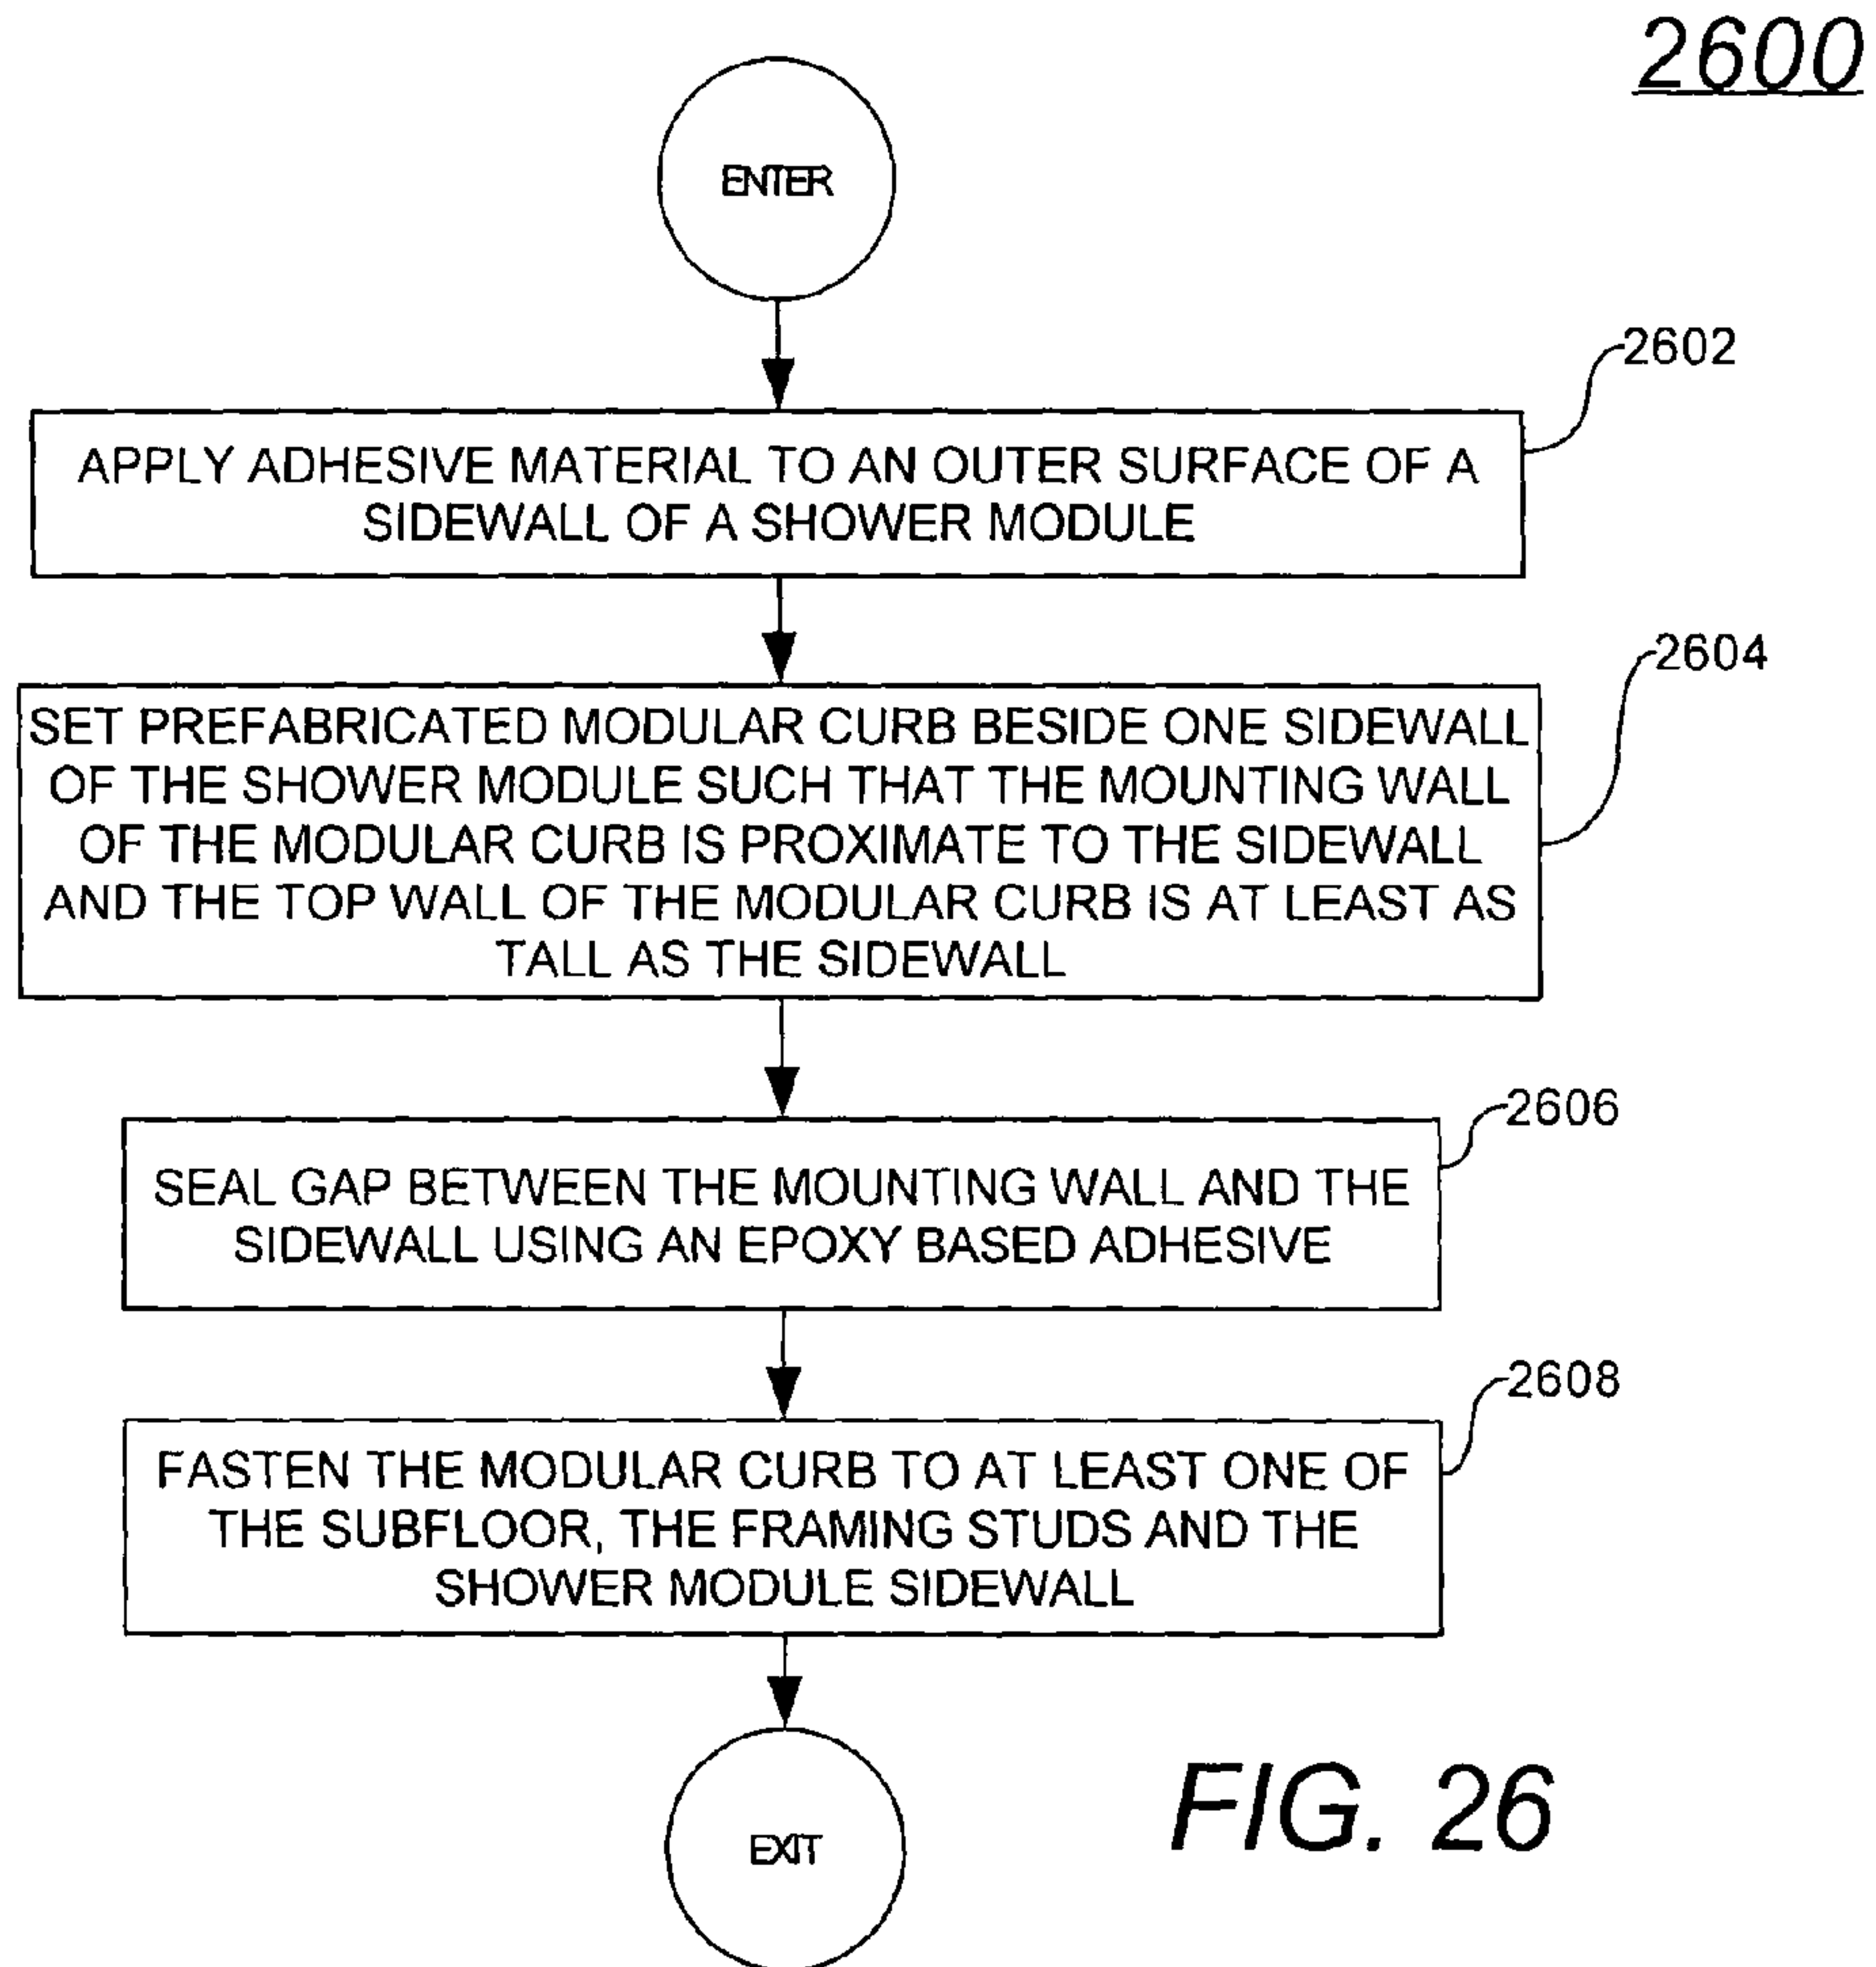 2600
ENTER
2602
APPLY ADHESIVE MATERIAL TO AN OUTER SURFACE OF A
SIDEWALL OF A SHOWER MODULE
2604
SET PREFABRICATED MODULAR CURB BESIDE ONE SIDEWALL
OF THE SHOWER MODULE SUCH THAT THE MOUNTING WALL
OF THE MODULAR CURB IS PROXIMATE TO THE SIDEWALL
AND THE TOP WALL OF THE MODULAR CURB IS AT LEAST AS
TALL AS THE SIDEWALL
2606
SEAL GAP BETWEEN THE MOUNTING WALL AND THE
SIDEWALL USING AN EPOXY BASED ADHESIVE
2608
FASTEN THE MODULAR CURB TO AT LEAST ONE OF
THE SUBFLOOR, THE FRAMING STUDS AND THE
SHOWER MODULE SIDEWALL
EXIT
FIG. 26